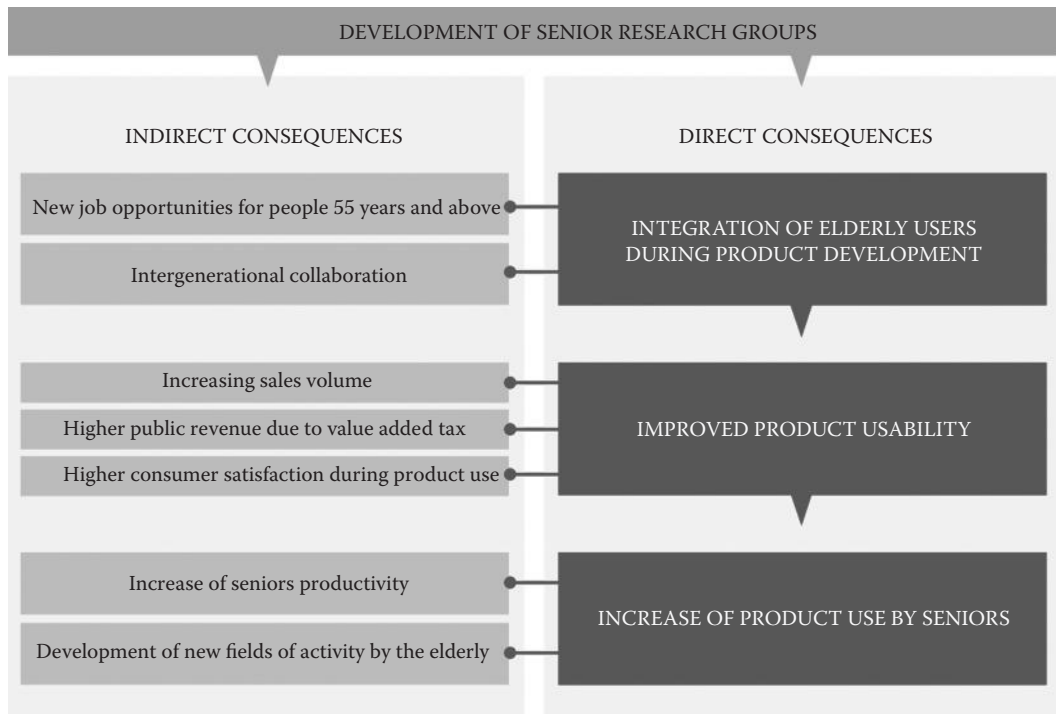 DEVELOPMENT OF SENIOR RESEARCH GROUPS
INDIRECT CONSEQUENCES
New job opportunities for people 55 years and above
Intergenerational collaboration
Increasing sales volume
Higher public revenue due to value added tax
Higher consumer satisfaction during product use
Increase of seniors productivity
Development of new fields of activity by the elderly
DIRECT CONSEQUENCES
INTEGRATION OF ELDERLY USERS
DURING PRODUCT DEVELOPMENT
IMPROVED PRODUCT USABILITY
INCREASE OF PRODUCT USE BY SENIORS